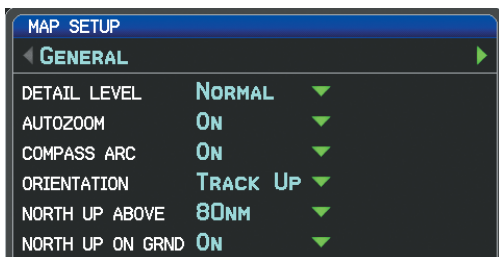 MAP SETUP
GENERAL
DETAIL LEVEL NORMAL
AUTOZOOM ON
COMPASS ARC ON
ORIENTATION TRACK UP
NORTH UP ABOVE 80NM
NORTH UP ON GRND ON